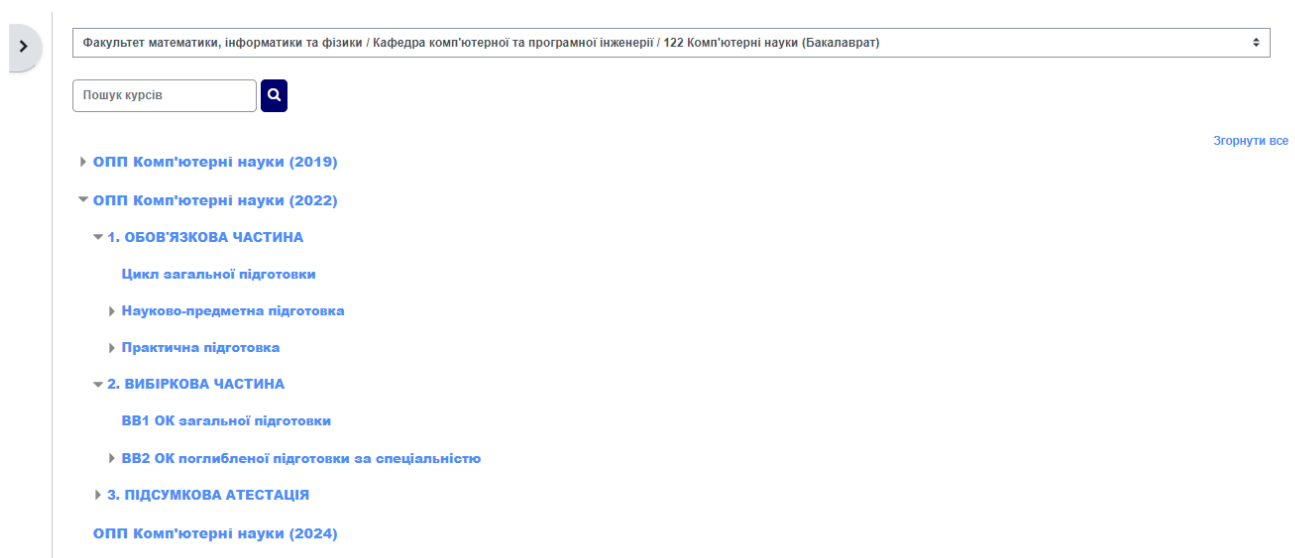 Факультет математики, інформатики та фізики / Кафедра комп'ютерної та програмної інженерії / 122 Комп'ютерні науки (Бакалаврат)
Пошук курсів
Згорнути все
ОПП Комп'ютерні науки (2019)
ОПП Комп'ютерні науки (2022)
1. ОБОВ'ЯЗКОВА ЧАСТИНА
Цикл загальної підготовки
Науково-предметна підготовка
Практична підготовка
2. ВИБІРКОВА ЧАСТИНА
ВВ1 ОК загальної підготовки
ВВ2 ОК поглибленої підготовки за спеціальністю
3. ПІДСУМКОВА АТЕСТАЦІЯ
ОПП Комп'ютерні науки (2024)